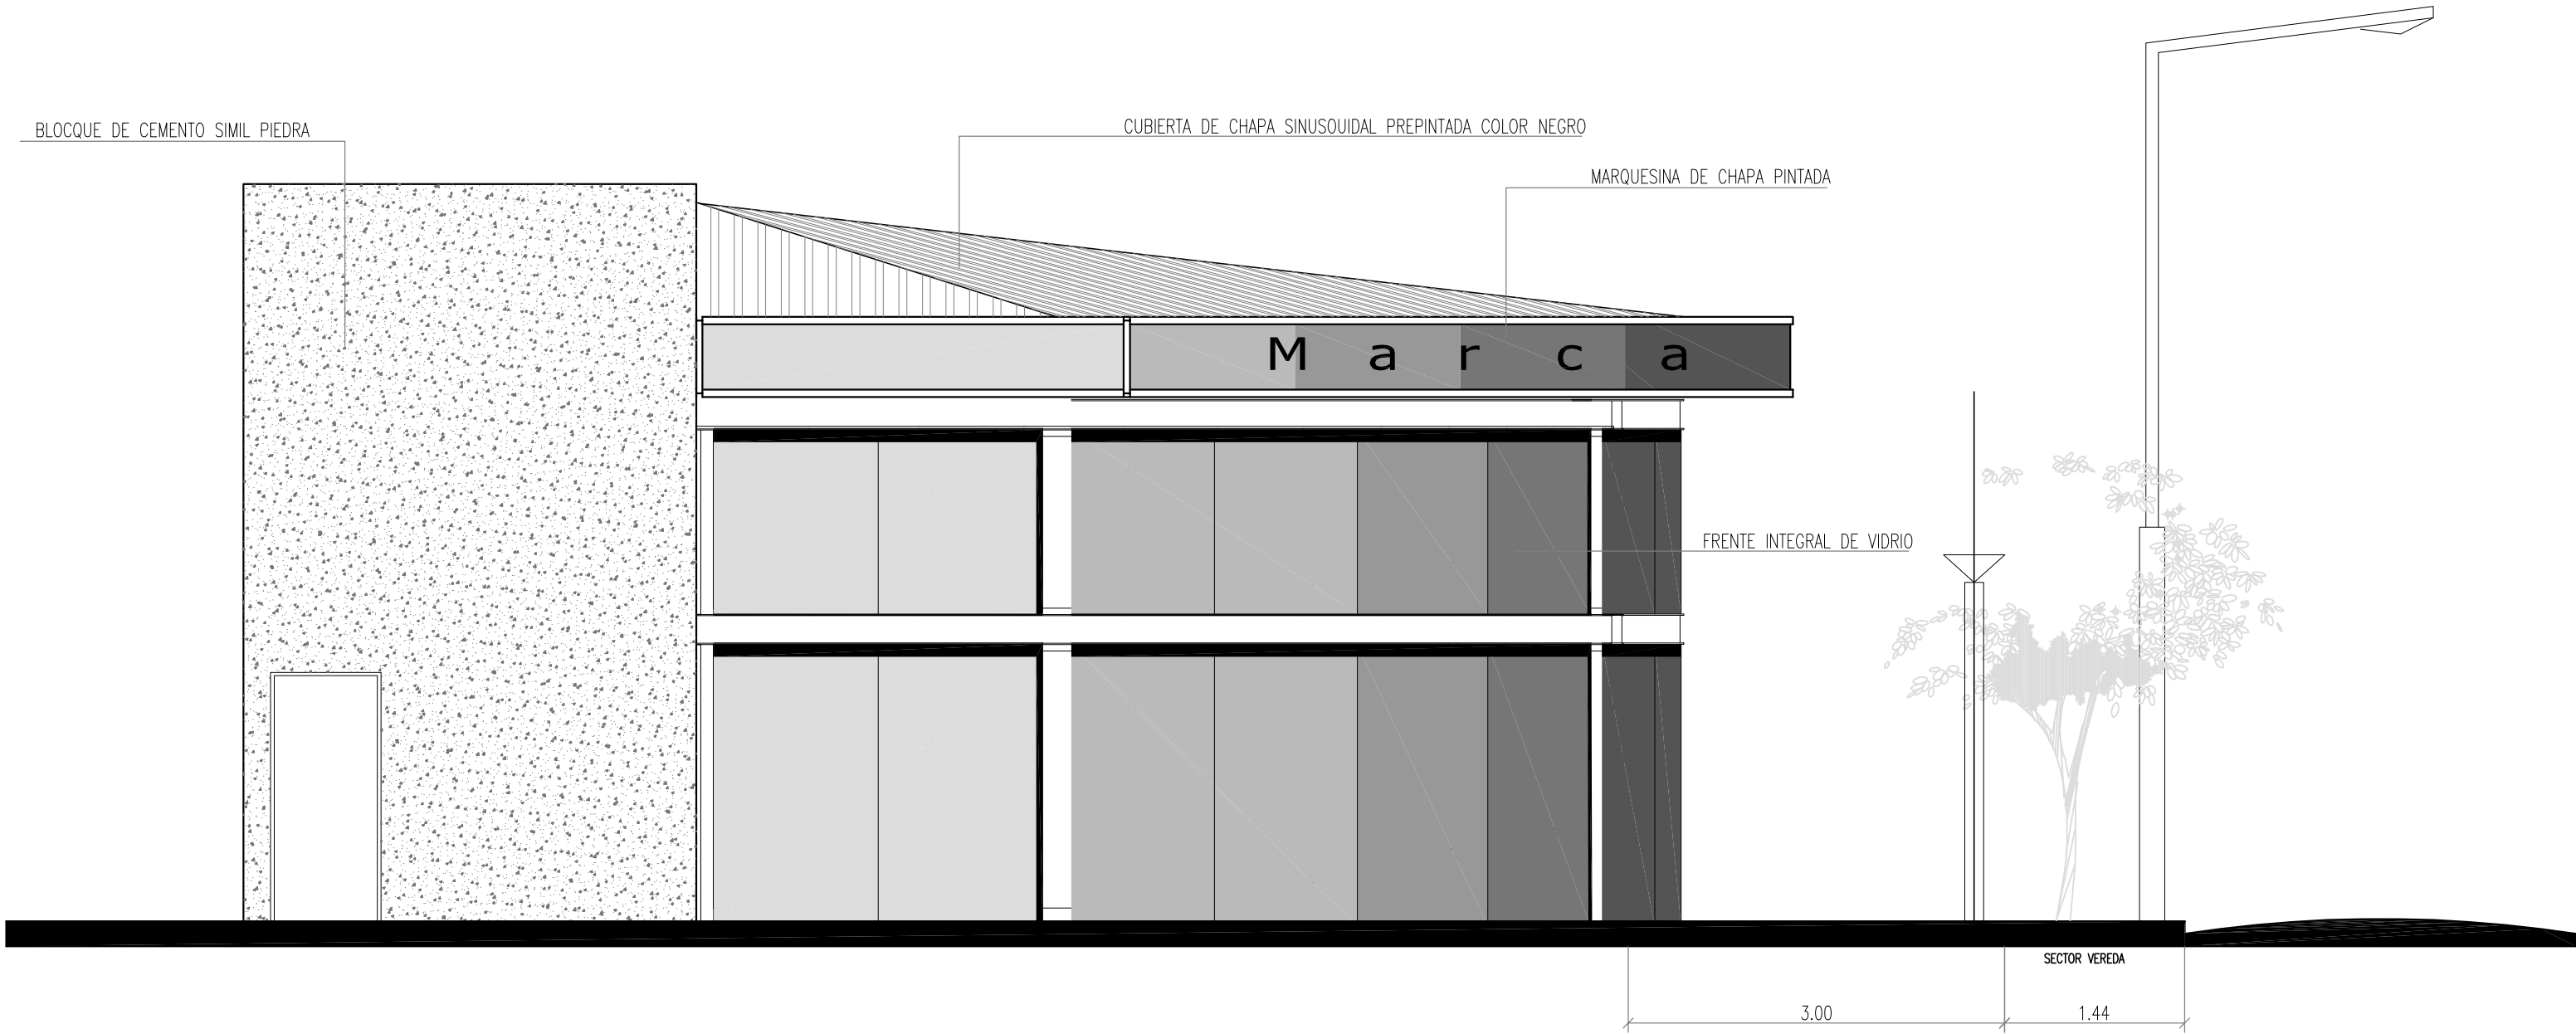 BLOCQUE DE CEMENTO SIMIL PIEDRA
CUBIERTA DE CHAPA SINUSOUIDAL PREPINTADA COLOR NEGRO
MARQUESINA DE CHAPA PINTADA
Marca
FRENTE INTEGRAL DE VIDRIO
SECTOR VEREDA
3.00
1.44